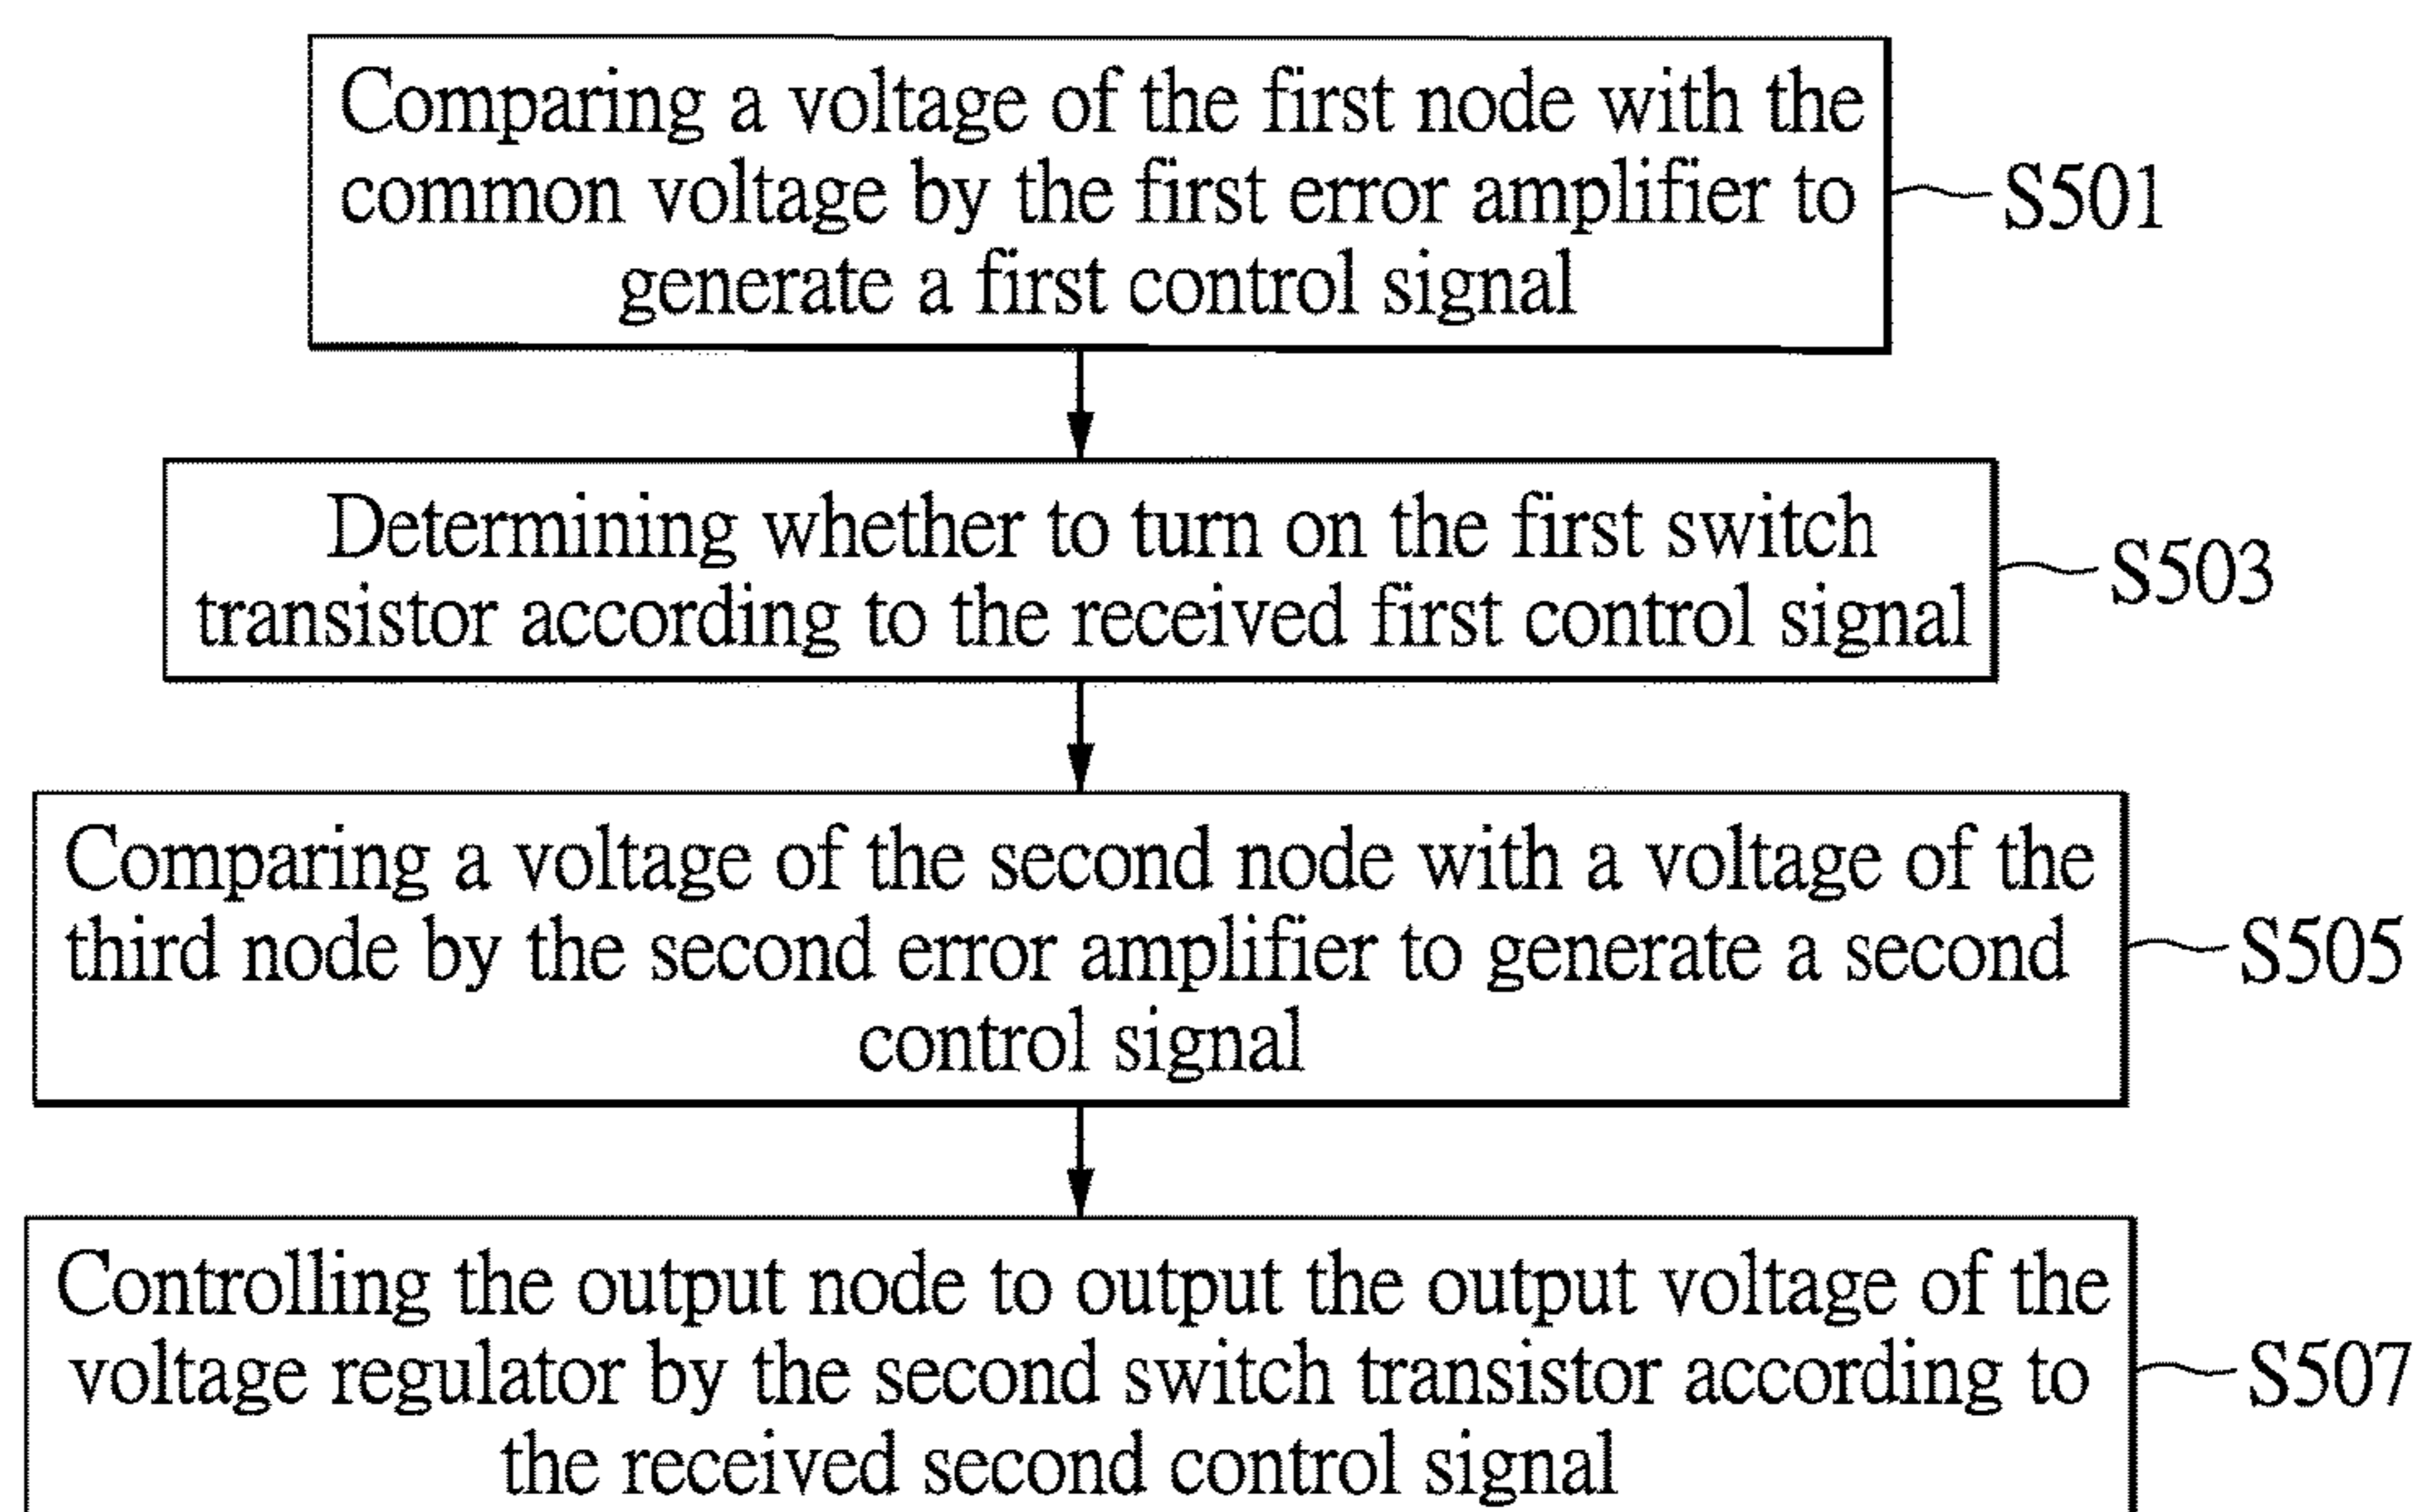 Comparing a voltage of the first node with the
common voltage by the first error amplifier to
generate a first control signal
S501
Determining whether to turn on the first switch
transistor according to the received first control signal
S503
Comparing a voltage of the second node with a voltage of the
third node by the second error amplifier to generate a second
control signal
S505
Controlling the output node to output the output voltage of the
voltage regulator by the second switch transistor according to
the received second control signal
S507